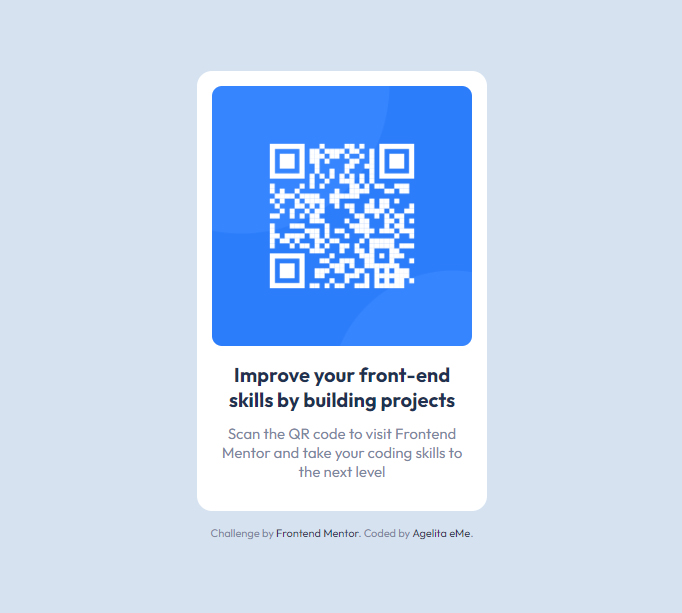 Improve your front-end
skills by building projects
Scan the QR code to visit Frontend
Mentor and take your coding skills to
the next level
Challenge by Frontend Mentor. Coded by Agelita eMe.